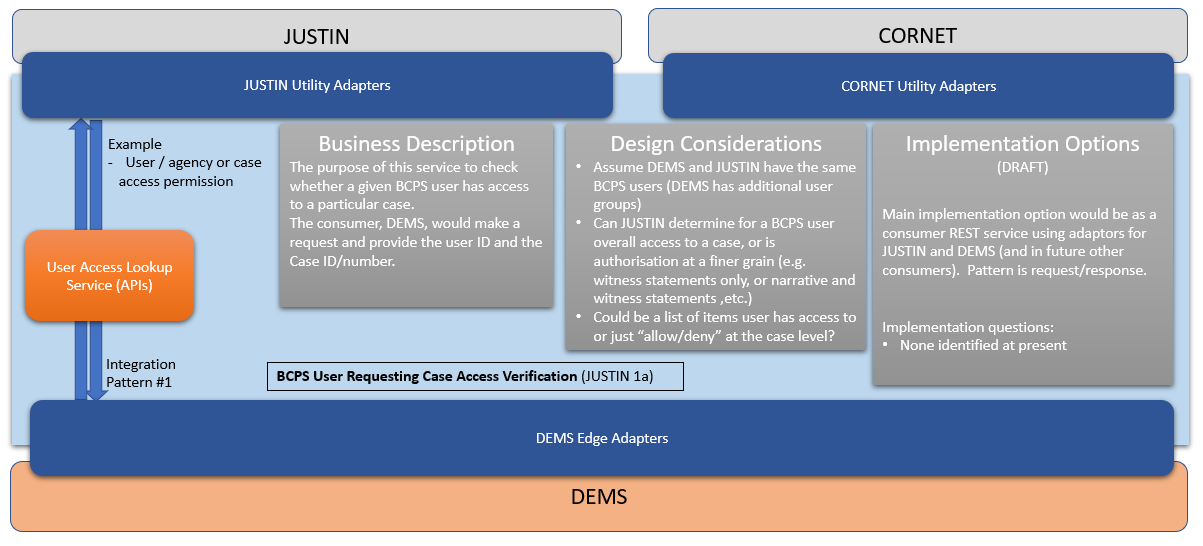 JUSTIN
CORNET
JUSTIN Utility Adapters
CORNET Utility Adapters
Example
- User / agency or case
access permission
Business Description
The purpose of this service to check
whether a given BCPS user has access
to a particular case.
The consumer, DEMS, would make a
request and provide the user ID and the
Case ID/number.
Design Considerations
• Assume DEMS and JUSTIN have the same
BCPS users (DEMS has additional user
groups)
• Can JUSTIN determine for a BCPS user
overall access to a case, or is
authorisation at a finer grain (e.g.
witness statements only, or narrative and
witness statements ,etc.)
• Could be a list of items user has access to
or just “allow/deny” at the case level?
Implementation Options
(DRAFT)
Main implementation option would be as a
consumer REST service using adaptors for
JUSTIN and DEMS (and in future other
consumers). Pattern is request/response.
Implementation questions:
• None identified at present
User Access Lookup
Service (APIs)
Integration
Pattern #1
BCPS User Requesting Case Access Verification (JUSTIN 1a)
DEMS Edge Adapters
DEMS